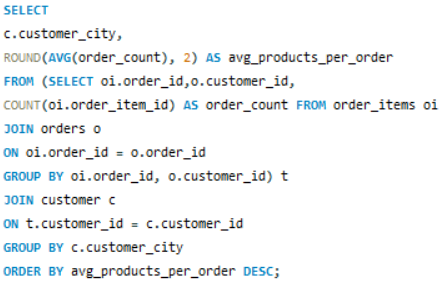 SELECT
c.customer_city,
ROUND(AVG(order_count), 2) AS avg_products_per_order
FROM (SELECT oi.order_id,o.customer_id,
COUNT(oi.order_item_id) AS order_count FROM order_items oi
JOIN orders o
ON oi.order_id = o.order_id
GROUP BY oi.order_id, o.customer_id) t
JOIN customer c
ON t.customer_id = c.customer_id
GROUP BY c.customer_city
ORDER BY avg_products_per_order DESC;